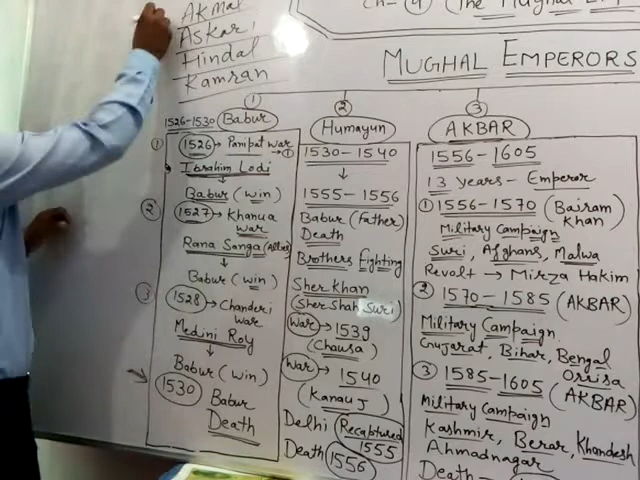 Akmal
Askari
Hindal
Kamran
Ch- 4 (The Mughal
MUGHAL EMPERORS
①
②
③
1526-1530 Babur
① 1526 → Panipat war
→①
Ibrahim Lodi
↓
Babur (win)
② 1527 → Khanua
war
Rana Sanga
↓
Babur (win)
③ 1528 → Chanderi
war
Medini Roy
↓
Babur (win)
→ 1530 Babur
Death
Humayun
1530-1540
↓
1555-1556
Babur (father)
Death
Brothers fighting
Sher Khan
(Sher Shah Suri)
War → 1539
(Chausa)
War → 1540
(Kanauj)
Delhi Recaptured
1555
Death 1556
AKBAR
1556-1605
13 years - Emperor
① 1556-1570 (Bairam
Khan)
Military Campaign
Suri, Afghans, Malwa
Revolt → Mirza Hakim
② 1570-1585 (AKBAR)
Military Campaign
Gujarat, Bihar, Bengal
Orisa
③ 1585-1605 (AKBAR)
Military Campaign
Kashmir, Berar, Khandesh
Ahmadnagar
Death -